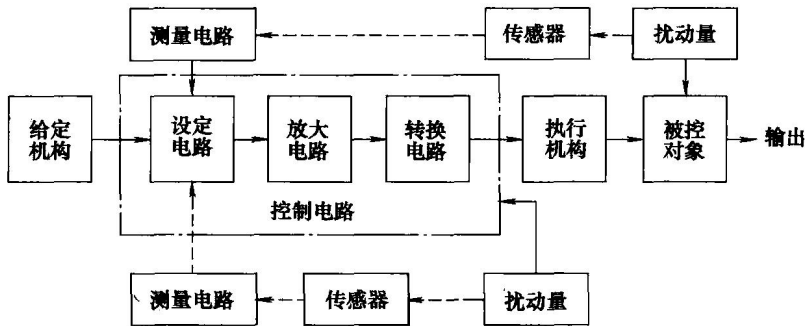 测量电路
传感器
扰动量
给定
机构
设定
电路
放大
电路
转换
电路
执行
机构
被控
对象
输出
控制电路
测量电路
传感器
扰动量